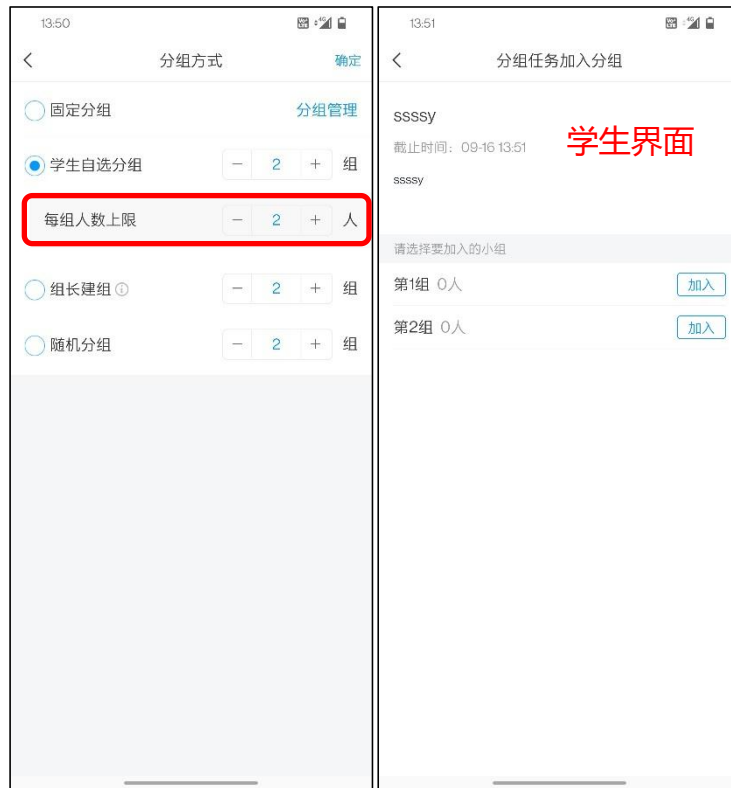 13:50
分组方式
确定
固定分组
分组管理
学生自选分组
－ 2 ＋ 组
每组人数上限
－ 2 ＋ 人
组长建组
－ 2 ＋ 组
随机分组
－ 2 ＋ 组
13:51
分组任务加入分组
ssssy
截止时间：09-16 13:51
学生界面
ssssy
请选择要加入的小组
第1组 0人
加入
第2组 0人
加入